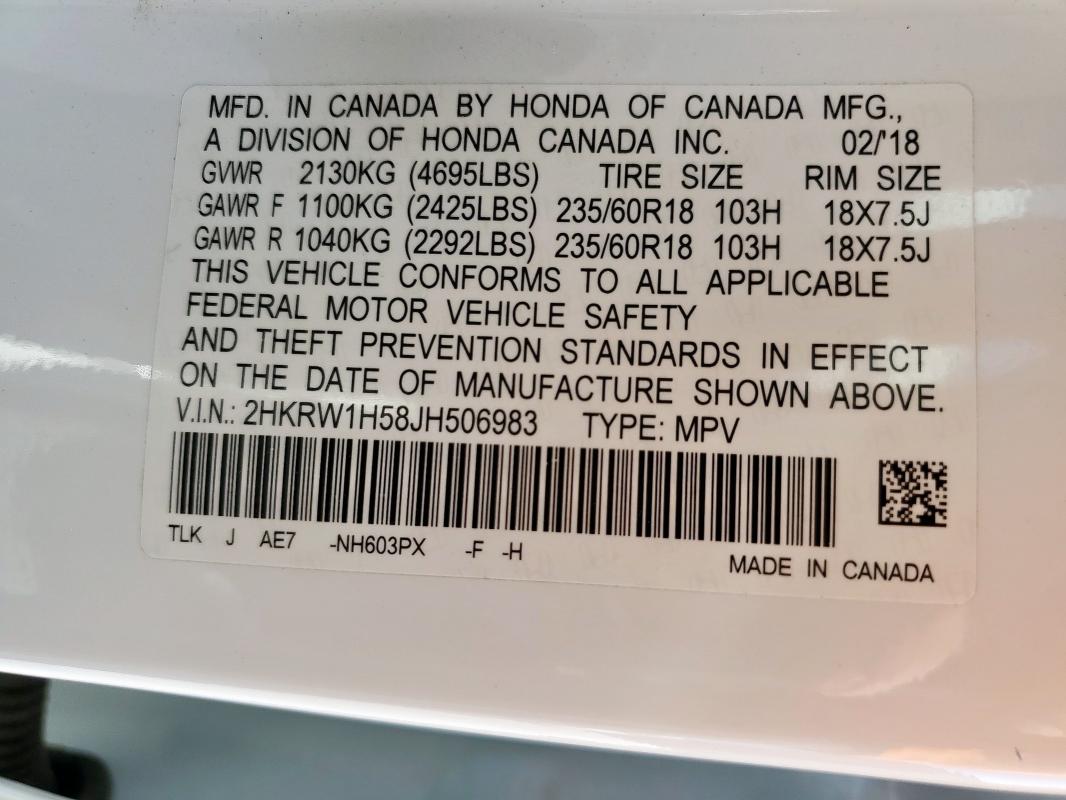 MFD. IN CANADA BY HONDA OF CANADA MFG.,
A DIVISION OF HONDA CANADA INC. 02/'18
GVWR 2130KG (4695LBS) TIRE SIZE RIM SIZE
GAWR F 1100KG (2425LBS) 235/60R18 103H 18X7.5J
GAWR R 1040KG (2292LBS) 235/60R18 103H 18X7.5J
THIS VEHICLE CONFORMS TO ALL APPLICABLE
FEDERAL MOTOR VEHICLE SAFETY
AND THEFT PREVENTION STANDARDS IN EFFECT
ON THE DATE OF MANUFACTURE SHOWN ABOVE.
V.I.N.: 2HKRW1H58JH506983 TYPE: MPV
TLK J AE7 -NH603PX -F -H
MADE IN CANADA